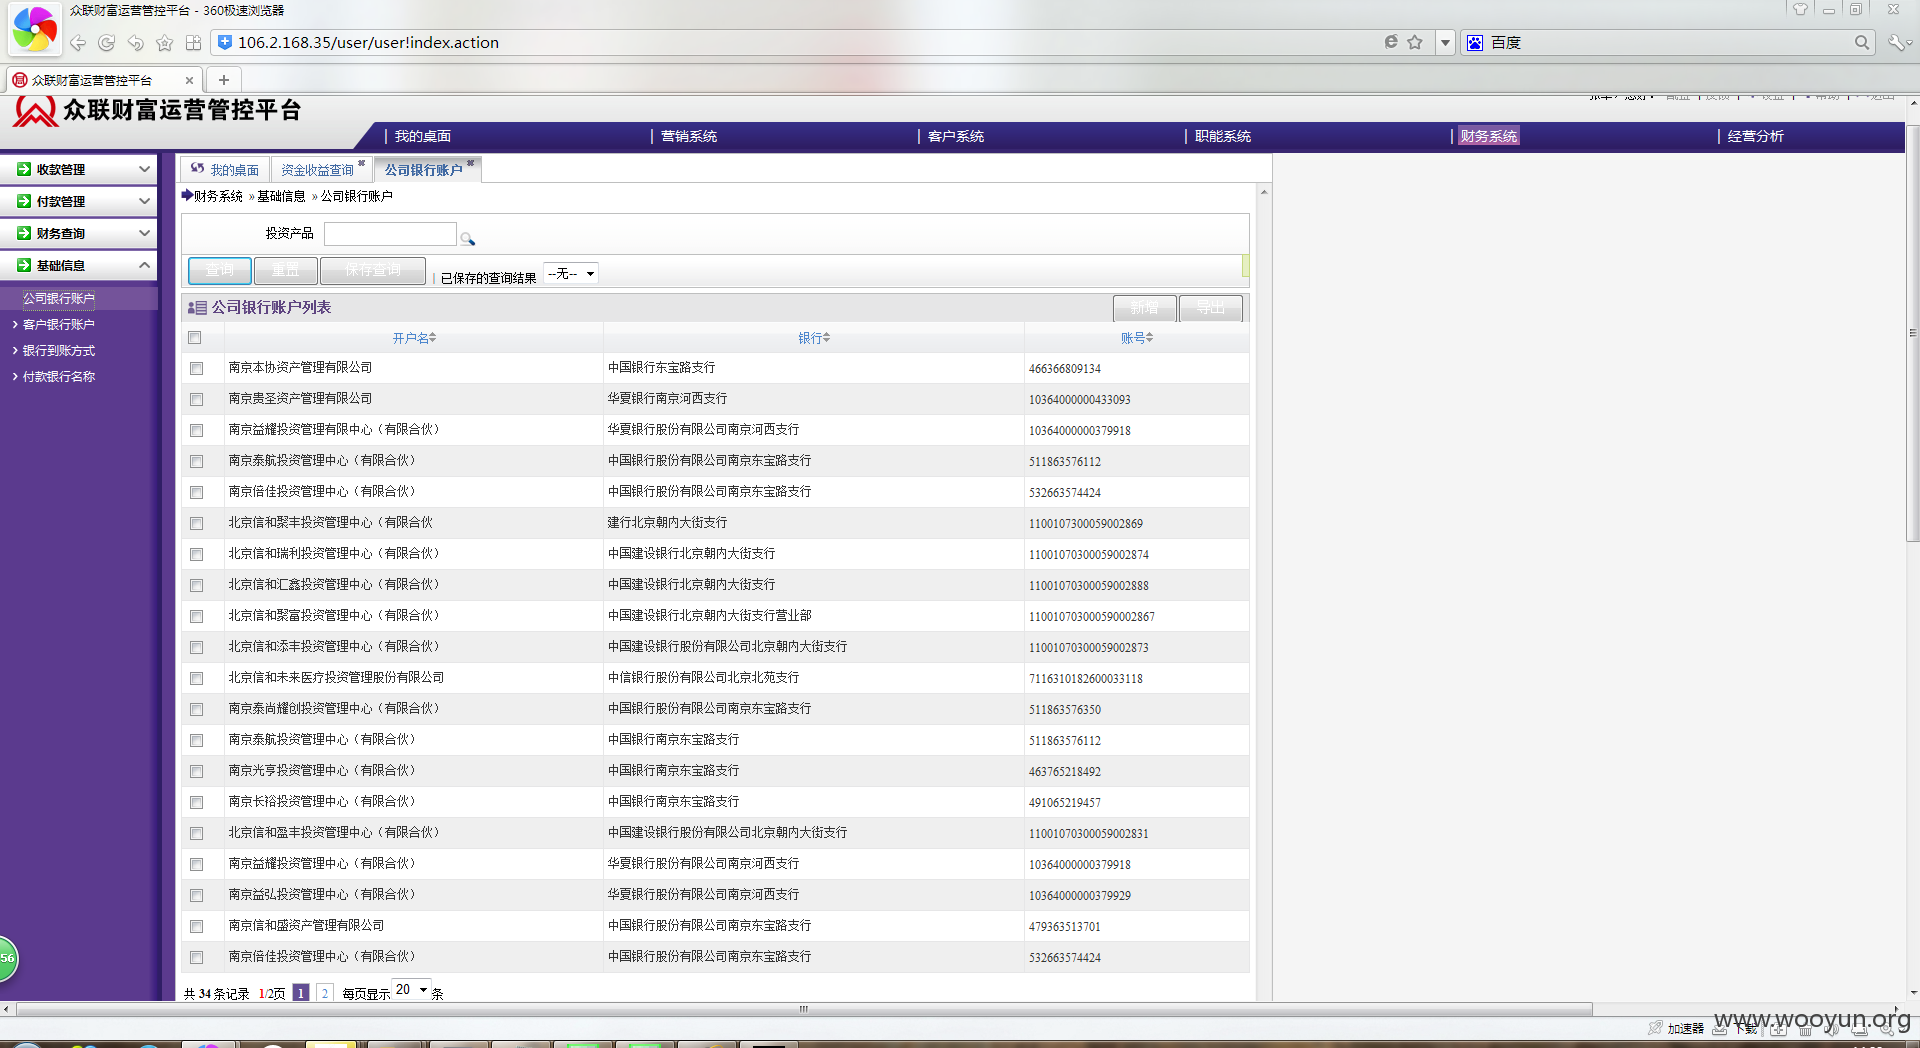 众联财富运营管控平台 - 360极速浏览器
106.2.168.35/user/user!index.action
百度
众联财富运营管控平台
众联财富运营管控平台
我的桌面 营销系统 客户系统 职能系统 财务系统 经营分析
收款管理
付款管理
财务查询
基础信息
公司银行账户
客户银行账户
银行到账方式
付款银行名称
我的桌面 资金收益查询 公司银行账户
财务系统 » 基础信息 » 公司银行账户
投资产品
查询 重置 保存查询 已保存的查询结果 --无--
公司银行账户列表 新增 导出
开户名 银行 账号
南京本协资产管理有限公司 中国银行东宝路支行 466366809134
南京贵圣资产管理有限公司 华夏银行南京河西支行 10364000000433093
南京益耀投资管理有限中心（有限合伙） 华夏银行股份有限公司南京河西支行 10364000000379918
南京泰航投资管理中心（有限合伙） 中国银行股份有限公司南京东宝路支行 511863576112
南京倍佳投资管理中心（有限合伙） 中国银行股份有限公司南京东宝路支行 532663574424
北京信和聚丰投资管理中心（有限合伙 建行北京朝内大街支行 1100107300059002869
北京信和瑞利投资管理中心（有限合伙） 中国建设银行北京朝内大街支行 11001070300059002874
北京信和汇鑫投资管理中心（有限合伙） 中国建设银行北京朝内大街支行 11001070300059002888
北京信和聚富投资管理中心（有限合伙） 中国建设银行北京朝内大街支行营业部 110010703000590002867
北京信和添丰投资管理中心（有限合伙） 中国建设银行股份有限公司北京朝内大街支行 11001070300059002873
北京信和未来医疗投资管理股份有限公司 中信银行股份有限公司北京北苑支行 7116310182600033118
南京泰尚耀创投资管理中心（有限合伙） 中国银行股份有限公司南京东宝路支行 511863576350
南京泰航投资管理中心（有限合伙） 中国银行南京东宝路支行 511863576112
南京光亨投资管理中心（有限合伙） 中国银行南京东宝路支行 463765218492
南京长裕投资管理中心（有限合伙） 中国银行南京东宝路支行 491065219457
北京信和盈丰投资管理中心（有限合伙） 中国建设银行股份有限公司北京朝内大街支行 11001070300059002831
南京益耀投资管理中心（有限合伙） 华夏银行股份有限公司南京河西支行 10364000000379918
南京益弘投资管理中心（有限合伙） 华夏银行股份有限公司南京河西支行 10364000000379929
南京信和盛资产管理有限公司 中国银行股份有限公司南京东宝路支行 479363513701
南京倍佳投资管理中心（有限合伙） 中国银行股份有限公司南京东宝路支行 532663574424
共 34 条记录 1/2页 1 2 每页显示 20 条
56
加速器 下载
www.wooyun.org